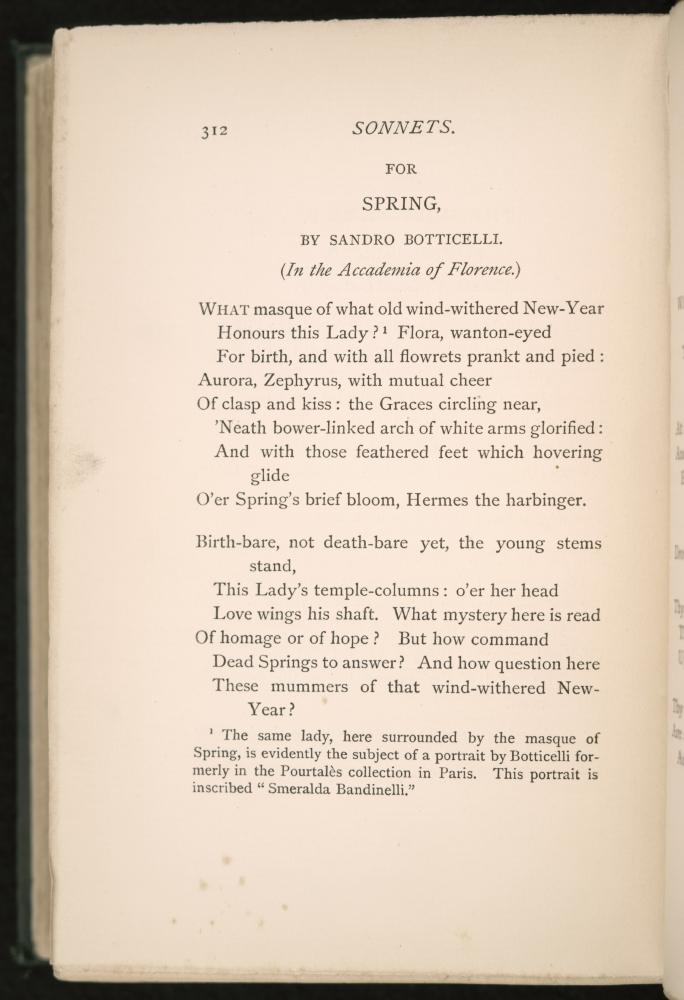 312 SONNETS.
FOR
SPRING,
BY SANDRO BOTTICELLI.
(In the Accademia of Florence.)
WHAT masque of what old wind-withered New-Year
Honours this Lady?¹ Flora, wanton-eyed
For birth, and with all flowrets prankt and pied:
Aurora, Zephyrus, with mutual cheer
Of clasp and kiss: the Graces circling near,
'Neath bower-linked arch of white arms glorified:
And with those feathered feet which hovering
glide
O'er Spring's brief bloom, Hermes the harbinger.
Birth-bare, not death-bare yet, the young stems
stand,
This Lady's temple-columns: o'er her head
Love wings his shaft. What mystery here is read
Of homage or of hope? But how command
Dead Springs to answer? And how question here
These mummers of that wind-withered New-
Year?
¹ The same lady, here surrounded by the masque of
Spring, is evidently the subject of a portrait by Botticelli for-
merly in the Pourtalès collection in Paris. This portrait is
inscribed "Smeralda Bandinelli."